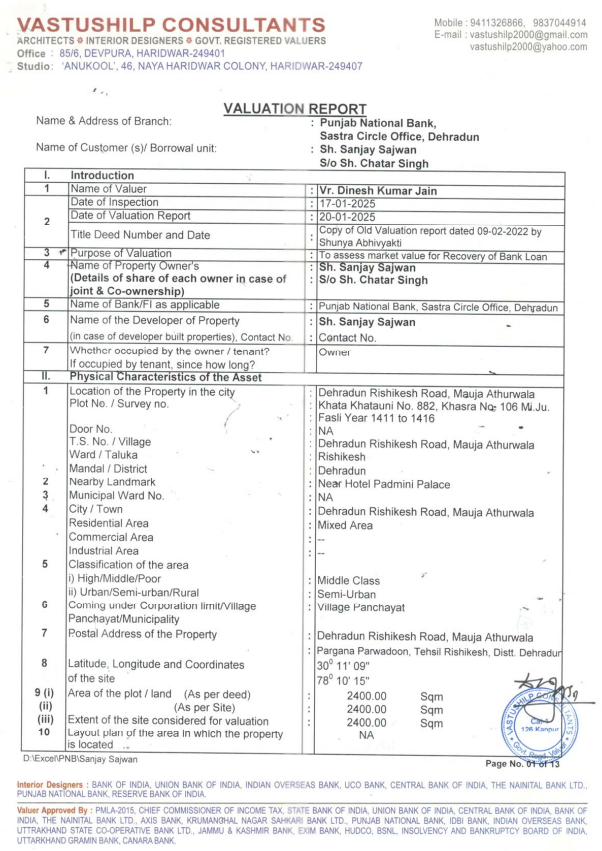 VASTUSHILP CONSULTANTS
ARCHITECTS INTERIOR DESIGNERS GOVT. REGISTERED VALUERS
Office : 85/6, DEVPURA, HARIDWAR-249401
Studio: 'ANUKOOL', 46, NAYA HARIDWAR COLONY, HARIDWAR-249407
Mobile : 9411326866, 9837044914
E-mail : vastushilp2000@gmail.com
vastushilp2000@yahoo.com
VALUATION REPORT
Name & Address of Branch: : Punjab National Bank,
Sastra Circle Office, Dehradun
Name of Customer (s)/ Borrowal unit: : Sh. Sanjay Sajwan
S/o Sh. Chatar Singh
I. Introduction
1 Name of Valuer : Vr. Dinesh Kumar Jain
2 Date of Inspection : 17-01-2025
Date of Valuation Report : 20-01-2025
Title Deed Number and Date : Copy of Old Valuation report dated 09-02-2022 by
Shunya Abhivyakti
3 Purpose of Valuation : To assess market value for Recovery of Bank Loan
4 Name of Property Owner's : Sh. Sanjay Sajwan
(Details of share of each owner in case of : S/o Sh. Chatar Singh
joint & Co-ownership)
5 Name of Bank/FI as applicable : Punjab National Bank, Sastra Circle Office, Dehradun
6 Name of the Developer of Property : Sh. Sanjay Sajwan
(in case of developer built properties), Contact No. : Contact No.
7 Whether occupied by the owner / tenant? : Owner
If occupied by tenant, since how long?
II. Physical Characteristics of the Asset
1 Location of the Property in the city : Dehradun Rishikesh Road, Mauja Athurwala
Plot No. / Survey no. : Khata Khatauni No. 882, Khasra No- 106 Mi.Ju.
: Fasli Year 1411 to 1416
Door No. : NA
T.S. No. / Village : Dehradun Rishikesh Road, Mauja Athurwala
Ward / Taluka : Rishikesh
Mandal / District : Dehradun
2 Nearby Landmark : Near Hotel Padmini Palace
3 Municipal Ward No. : NA
4 City / Town : Dehradun Rishikesh Road, Mauja Athurwala
Residential Area : Mixed Area
Commercial Area : --
Industrial Area : --
5 Classification of the area
i) High/Middle/Poor : Middle Class
ii) Urban/Semi-urban/Rural : Semi-Urban
6 Coming under Corporation limit/Village : Village Panchayat
Panchayat/Municipality
7 Postal Address of the Property : Dehradun Rishikesh Road, Mauja Athurwala
: Pargana Parwadoon, Tehsil Rishikesh, Distt. Dehradun
8 Latitude, Longitude and Coordinates : 30⁰ 11' 09"
of the site 78⁰ 10' 15"
9 (i) Area of the plot / land (As per deed) : 2400.00 Sqm
(ii) (As per Site) : 2400.00 Sqm
(iii) Extent of the site considered for valuation : 2400.00 Sqm
10 Layout plan of the area in which the property : NA
is located
VASTUSHILP CONSULTANTS
Cat-I
126 Kanpur
D:\Excel\PNB\Sanjay Sajwan
Page No. 01 of 13
Interior Designers : BANK OF INDIA, UNION BANK OF INDIA, INDIAN OVERSEAS BANK, UCO BANK, CENTRAL BANK OF INDIA, THE NAINITAL BANK LTD.,
PUNJAB NATIONAL BANK, RESERVE BANK OF INDIA.
Valuer Approved By : PMLA-2015, CHIEF COMMISSIONER OF INCOME TAX, STATE BANK OF INDIA, UNION BANK OF INDIA, CENTRAL BANK OF INDIA, BANK OF
INDIA, THE NAINITAL BANK LTD., AXIS BANK, KRUMANCHAL NAGAR SAHKARI BANK LTD., PUNJAB NATIONAL BANK, IDBI BANK, INDIAN OVERSEAS BANK,
UTTRAKHAND STATE CO-OPERATIVE BANK LTD., JAMMU & KASHMIR BANK, EXIM BANK, HUDCO, BSNL, INSOLVENCY AND BANKRUPTCY BOARD OF INDIA,
UTTARKHAND GRAMIN BANK, CANARA BANK.